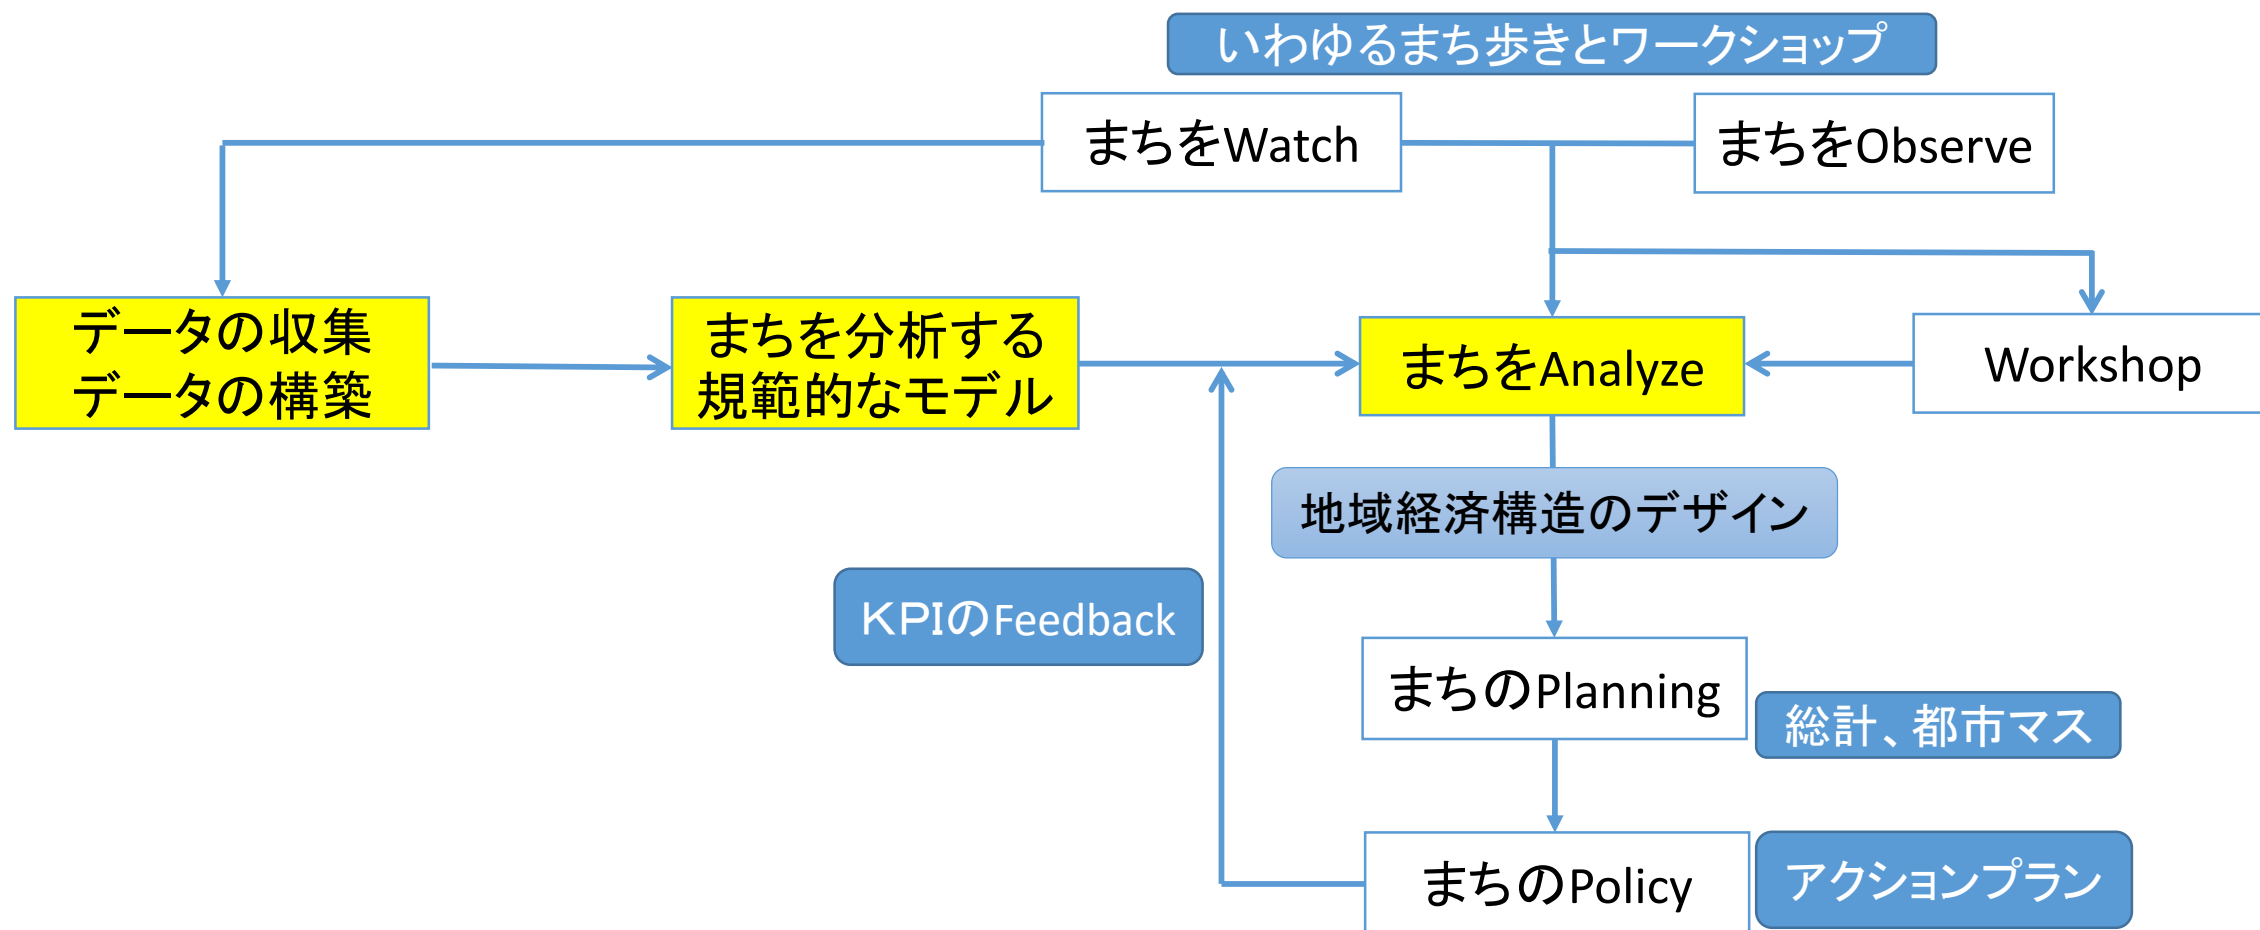 いわゆるまち歩きとワークショップ
まちをWatch
まちをObserve
データの収集
データの構築
まちを分析する
規範的なモデル
まちをAnalyze
Workshop
地域経済構造のデザイン
ＫＰＩのFeedback
まちのPlanning
総計、都市マス
まちのPolicy
アクションプラン